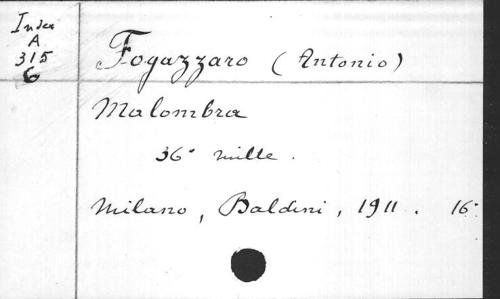 Index
A
315
6
Fogazzaro (Antonio)
Malombra
36° mille.
Milano, Baldini, 1911. 16°